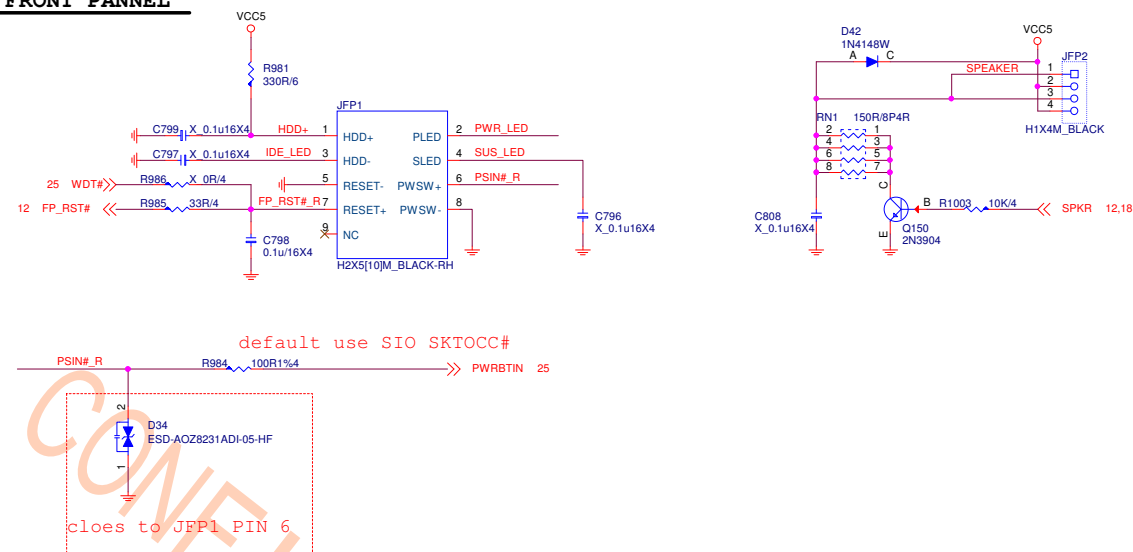 FRONT PANNEL
VCC5
R981
330R/6
JFP1
C799 X_0.1u16X4 HDD+ 1 HDD+ PLED 2 PWR_LED
C797 X_0.1u16X4 IDE_LED 3 HDD- SLED 4 SUS_LED
5 RESET- PWSW+ 6 PSIN#_R
25 WDT# R986 X_0R/4
12 FP_RST# R985 33R/4 FP_RST#_R 7 RESET+ PWSW- 8
9 NC
C798
0.1u/16X4
H2X5[10]M_BLACK-RH
C796
X_0.1u16X4
D42
1N4148W
A C
VCC5
JFP2
SPEAKER 1
2
3
4
H1X4M_BLACK
RN1 150R/8P4R
2 1
4 3
6 5
8 7
C
B R1003 10K/4 SPKR 12,18
E
Q150
2N3904
C808
X_0.1u16X4
default use SIO SKTOCC#
PSIN#_R R984 100R1%4 PWRBTIN 25
2
D34
ESD-AOZ8231ADI-05-HF
1
cloes to JFP1 PIN 6